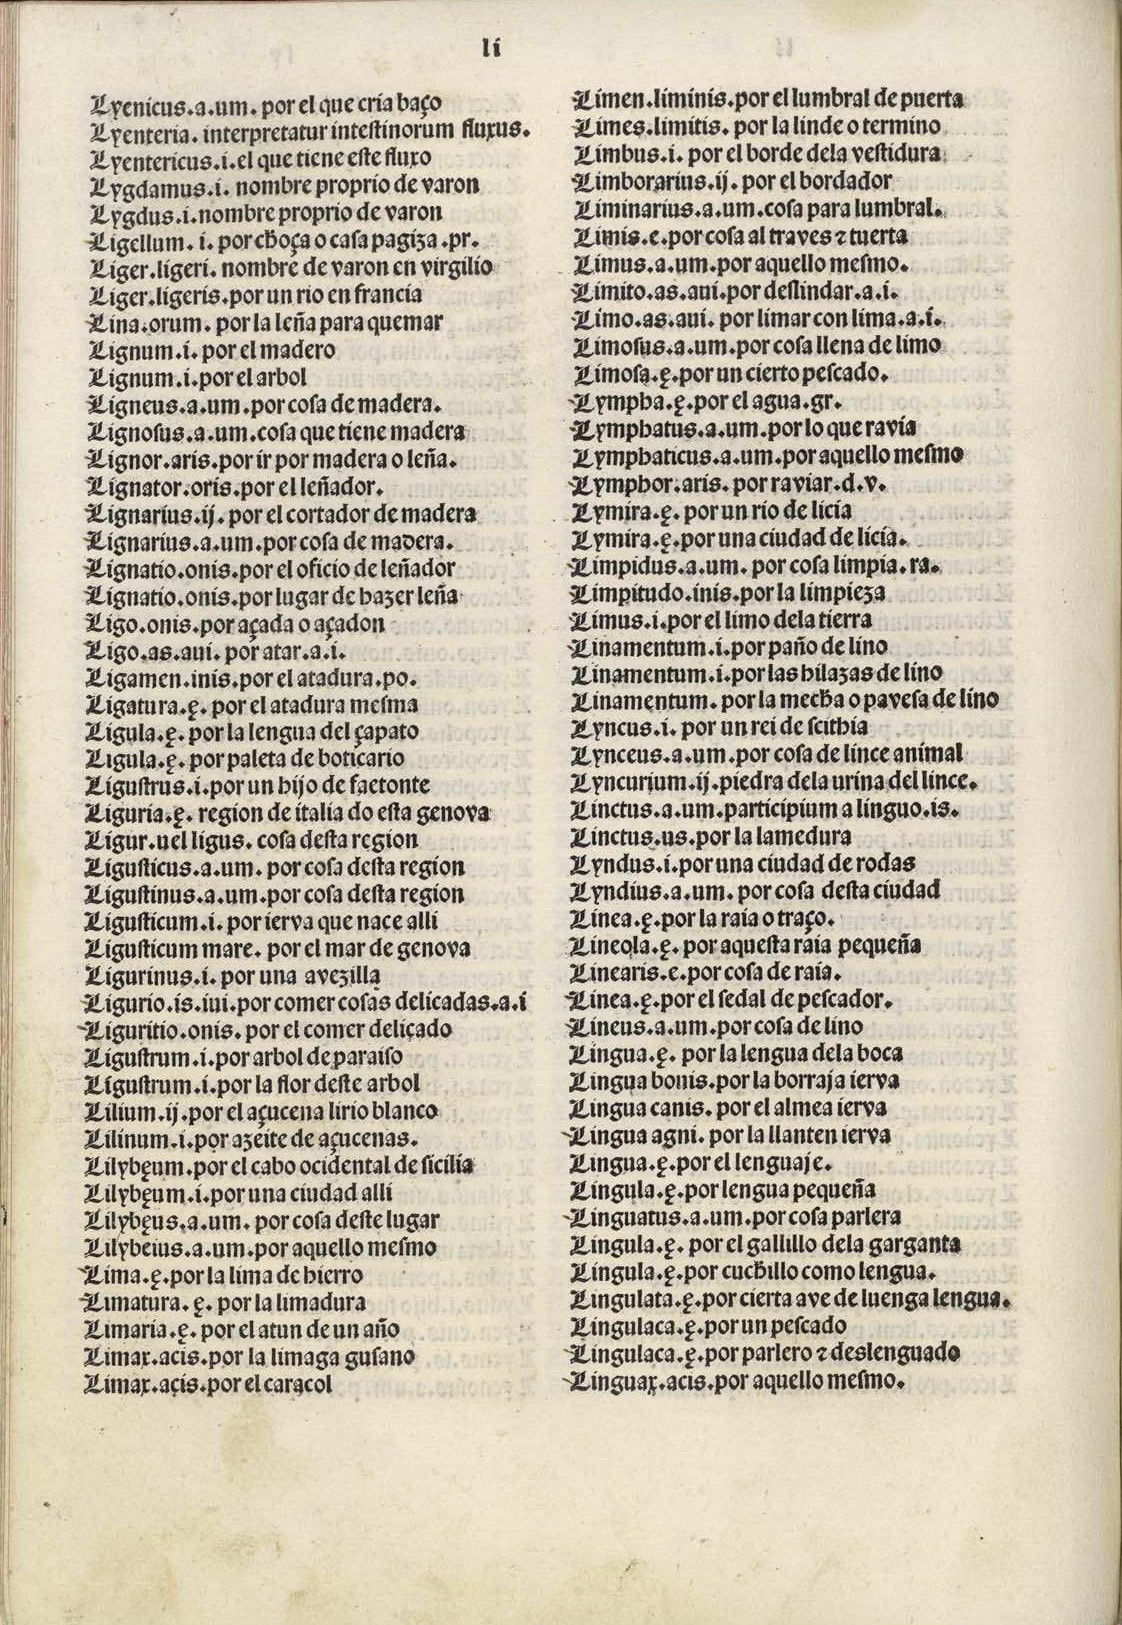 li
Lyenicus.a.um. por el que cria baço
Lyenteria. interpretatur intestinorum fluxus.
Lyentericus.i.el que tiene este fluxo
Lygdamus.i. nombre proprio de varon
Lygdus.i.nombre proprio de varon
Ligellum. i. por choça o casa pagiza .pr.
Liger.ligeri. nombre de varon en virgilio
Liger.ligeris.por un rio en francia
Lina.orum. por la leña para quemar
Lignum.i. por el madero
Lignum.i.por el arbol
Ligneus.a.um.por cosa de madera.
Lignosus.a.um.cosa que tiene madera
Lignor.aris.por ir por madera o leña.
Lignator.oris.por el leñador.
Lignarius.ij. por el cortador de madera
Lignarius.a.um.por cosa de madera.
Lignatio.onis.por el oficio de leñador
Lignatio.onis.por lugar de hazer leña
Ligo.onis.por açada o açadon
Ligo.as.aui. por atar.a.i.
Ligamen.inis.por el atadura.po.
Ligatura.ę. por el atadura mesma
Ligula.ę. por la lengua del çapato
Ligula.ę. por paleta de boticario
Ligustrus.i.por un hijo de faetonte
Liguria.ę. region de italia do esta genova
Ligur.uel ligus. cosa desta region
Ligusticus.a.um. por cosa desta region
Ligustinus.a.um.por cosa desta region
Ligusticum.i. por ierva que nace alli
Ligusticum mare. por el mar de genova
Ligurinus.i. por una avezilla
Ligurio.is.iui.por comer cosas delicadas.a.i
Liguritio.onis. por el comer delicado
Ligustrum.i.por arbol de paraiso
Ligustrum.i.por la flor deste arbol
Lilium.ij.por el açucena lirio blanco
Lilinum.i.por azeite de açucenas.
Lilybęum.por el cabo ocidental de sicilia
Lilybęum.i.por una ciudad alli
Lilybęus.a.um. por cosa deste lugar
Lilybeius.a.um.por aquello mesmo
Lima.ę.por la lima de hierro
Limatura. ę. por la limadura
Limaria.ę. por el atun de un año
Limax.acis.por la limaga gusano
Limax.acis.por el caracol
Limen.liminis.por el lumbral de puerta
Limes.limitis. por la linde o termino
Limbus.i. por el borde dela vestidura
Limborarius.ij. por el bordador
Liminarius.a.um.cosa para lumbral.
Limis.e.por cosa al traves ⁊ tuerta
Limus.a.um.por aquello mesmo.
Limito.as.aui.por deslindar.a.i.
Limo.as.aui. por limar con lima.a.i.
Limosus.a.um.por cosa llena de limo
Limosa.ę.por un cierto pescado.
Lympha.ę.por el agua.gr.
Lymphatus.a.um.por lo que ravia
Lymphaticus.a.um.por aquello mesmo
Lymphor.aris. por raviar.d.v.
Lymira.ę. por un rio de licia
Lymira.ę.por una ciudad de licia.
Limpidus.a.um. por cosa limpia.ra.
Limpitudo.inis.por la limpieza
Limus.i.por el limo dela tierra
Linamentum.i.por paño de lino
Linamentum.i.por las hilazas de lino
Linamentum. por la mecha o pavesa de lino
Lyncus.i. por un rei de scithia
Lynceus.a.um.por cosa de lince animal
Lyncurium.ij.piedra dela urina del lince.
Linctus.a.um.participium a linguo.is.
Linctus.us.por la lamedura
Lyndus.i.por una ciudad de rodas
Lyndius.a.um. por cosa desta ciudad
Linea.ę.por la raia o traço.
Lineola.ę. por aquesta raia pequeña
Linearis.e.por cosa de raia.
Linea.ę.por el sedal de pescador.
Lineus.a.um.por cosa de lino
Lingua.ę. por la lengua dela boca
Lingua bouis.por la borraja ierva
Lingua canis. por el almea ierva
Lingua agni. por la llanten ierva
Lingua.ę.por el lenguaje.
Lingula.ę.por lengua pequeña
Linguatus.a.um.por cosa parlera
Lingula.ę. por el gallillo dela garganta
Lingula.ę.por cuchillo como lengua.
Lingulata.ę.por cierta ave de luenga lengua.
Lingulaca.ę.por un pescado
Lingulaca.ę.por parlero ⁊ deslenguado
Linguax.acis.por aquello mesmo.